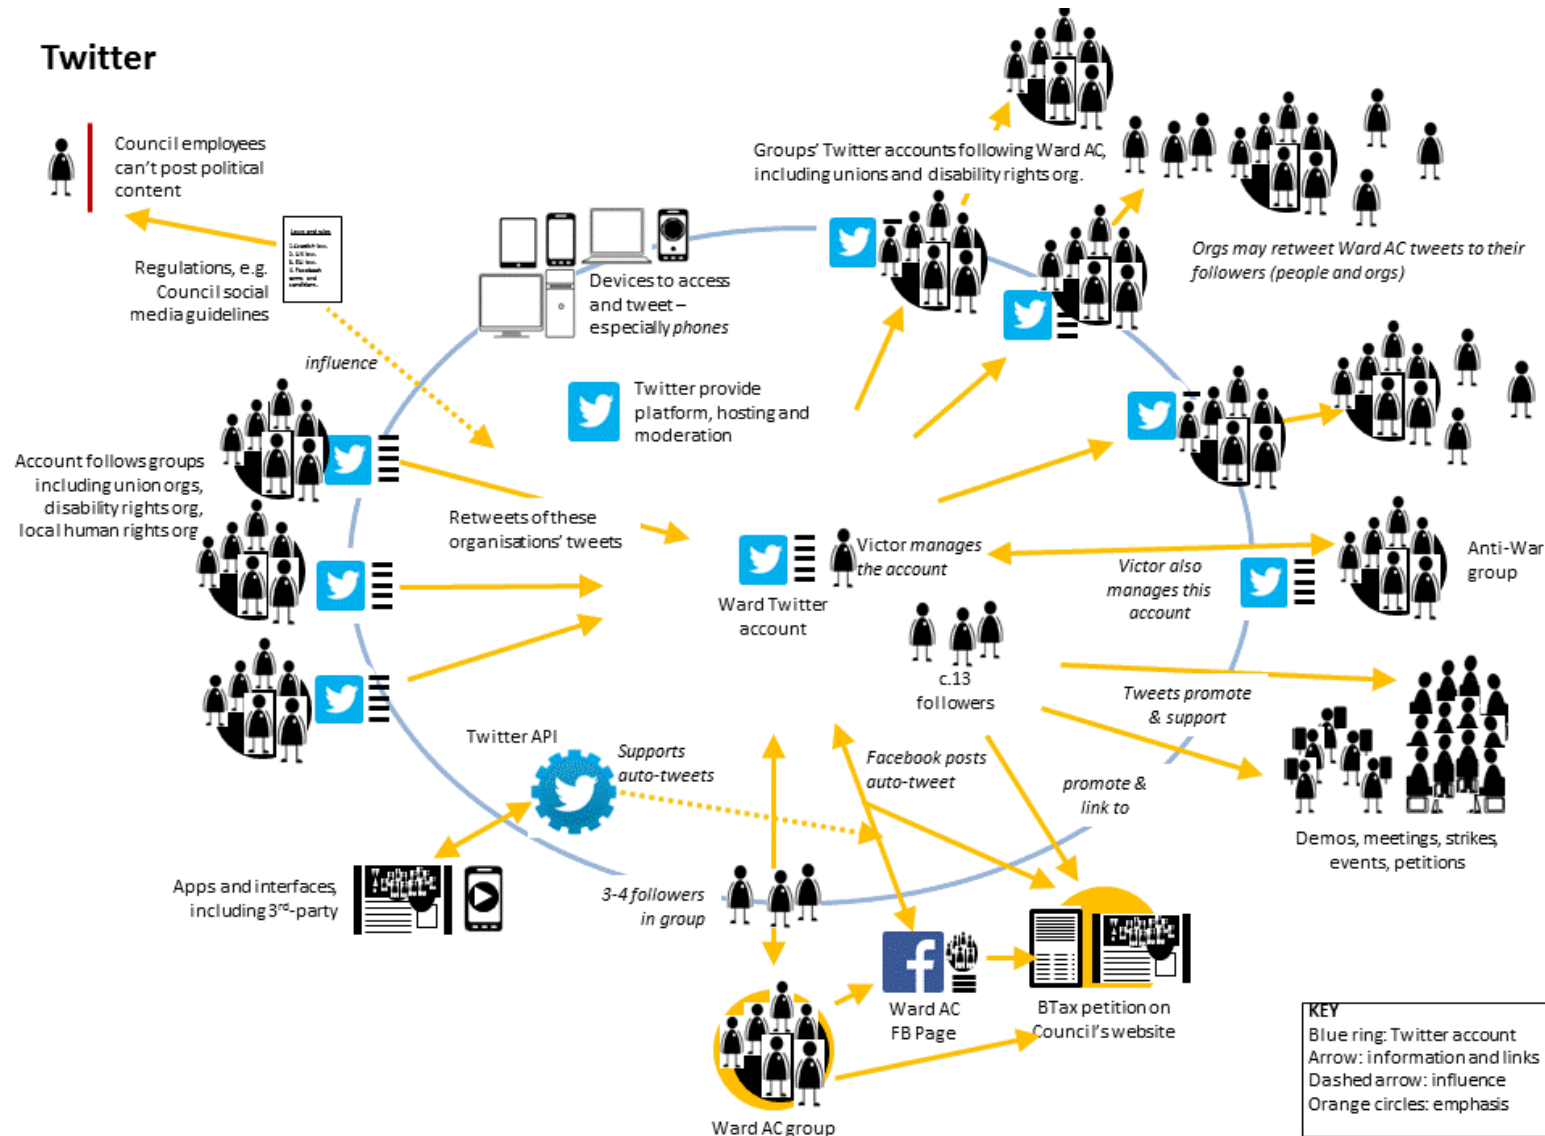 Twitter
Council employees
can't post political
content
Groups' Twitter accounts following Ward AC,
including unions and disability rights org.
Laws and rules
Regulations, e.g.
Council social
media guidelines
Orgs may retweet Ward AC tweets to their
followers (people and orgs)
Devices to access
and tweet –
especially phones
influence
Twitter provide
platform, hosting and
moderation
Account follows groups
including union orgs,
disability rights org,
local human rights org
Retweets of these
organisations' tweets
Victor manages
the account
Ward Twitter
account
Victor also
manages this
account
Anti-War
group
c.13
followers
Tweets promote
& support
Twitter API
Supports
auto-tweets
Facebook posts
auto-tweet
promote &
link to
Demos, meetings, strikes,
events, petitions
Apps and interfaces,
including 3rd-party
3-4 followers
in group
Ward AC
FB Page
BTax petition on
Council's website
Ward AC group
KEY
Blue ring: Twitter account
Arrow: information and links
Dashed arrow: influence
Orange circles: emphasis